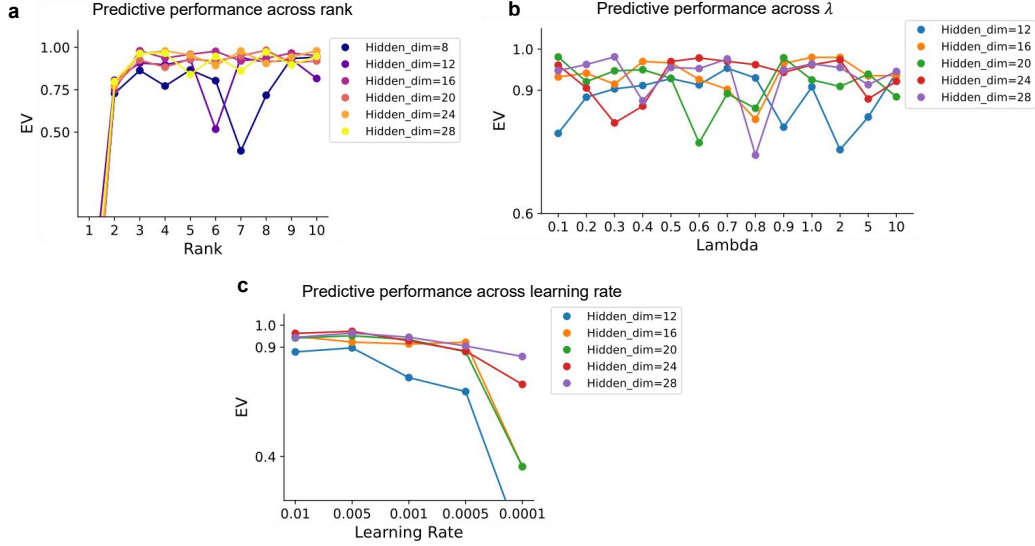 a
Predictive performance across rank
EV
1.00
0.75
0.50
1 2 3 4 5 6 7 8 9 10
Rank
Hidden_dim=8
Hidden_dim=12
Hidden_dim=16
Hidden_dim=20
Hidden_dim=24
Hidden_dim=28
b
Predictive performance across λ
EV
1.0
0.9
0.6
0.1 0.2 0.3 0.4 0.5 0.6 0.7 0.8 0.9 1.0 2 5 10
Lambda
Hidden_dim=12
Hidden_dim=16
Hidden_dim=20
Hidden_dim=24
Hidden_dim=28
c
Predictive performance across learning rate
EV
1.0
0.9
0.4
0.01 0.005 0.001 0.0005 0.0001
Learning Rate
Hidden_dim=12
Hidden_dim=16
Hidden_dim=20
Hidden_dim=24
Hidden_dim=28